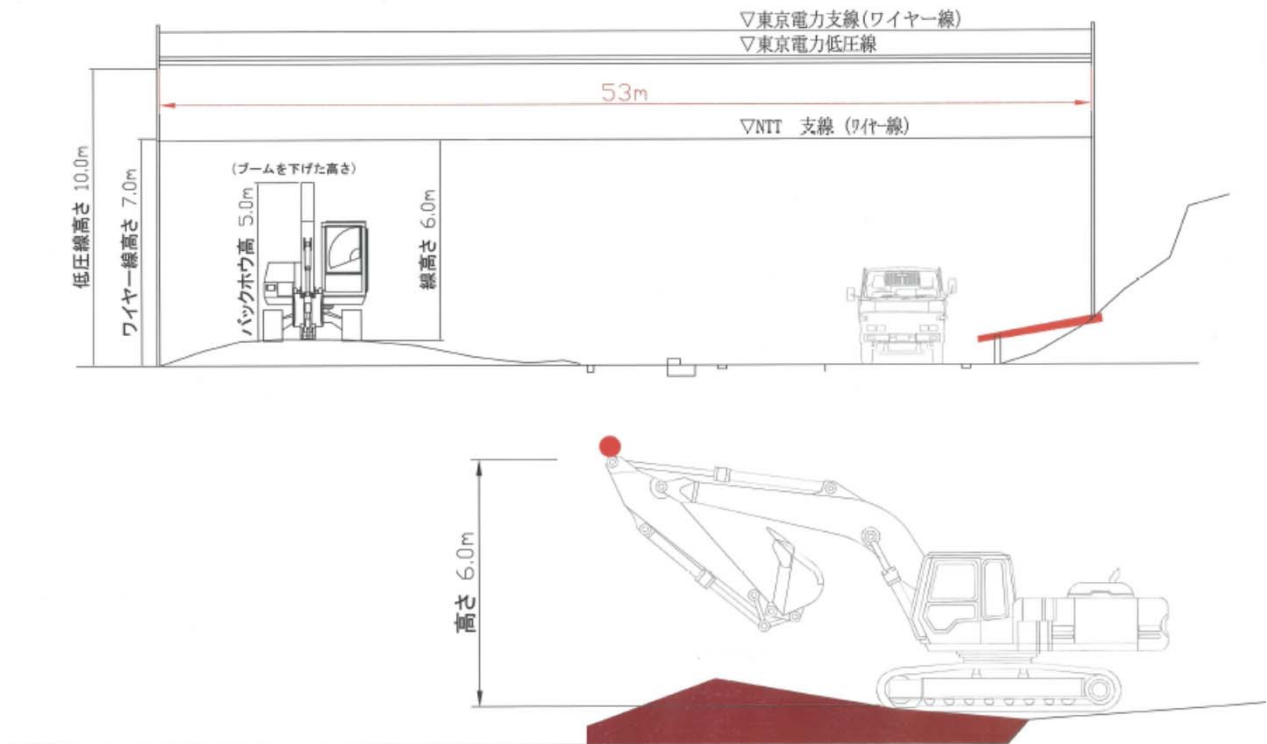 ▽東京電力支線(ワイヤー線)
▽東京電力低圧線
53m
▽NTT 支線 (ワイヤー線)
(ブームを下げた高さ)
低圧線高さ 10.0m
ワイヤー線高さ 7.0m
バックホウ高 5.0m
線高さ 6.0m
高さ 6.0m